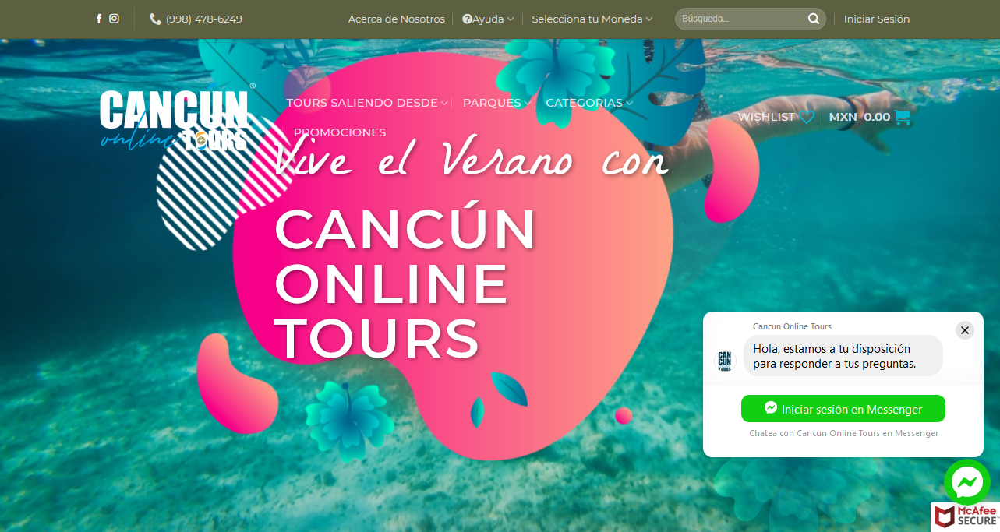 (998) 478-6249
Acerca de Nosotros
Ayuda
Selecciona tu Moneda
Búsqueda...
Iniciar Sesión
CANCUN
online TOURS
®
TOURS SALIENDO DESDE
PARQUES
CATEGORIAS
PROMOCIONES
WISHLIST
MXN 0.00
Vive el Verano con
CANCÚN
ONLINE
TOURS
Cancun Online Tours
CAN
CUN
TOURS
Hola, estamos a tu disposición
para responder a tus preguntas.
Iniciar sesión en Messenger
Chatea con Cancun Online Tours en Messenger
McAfee
SECURE